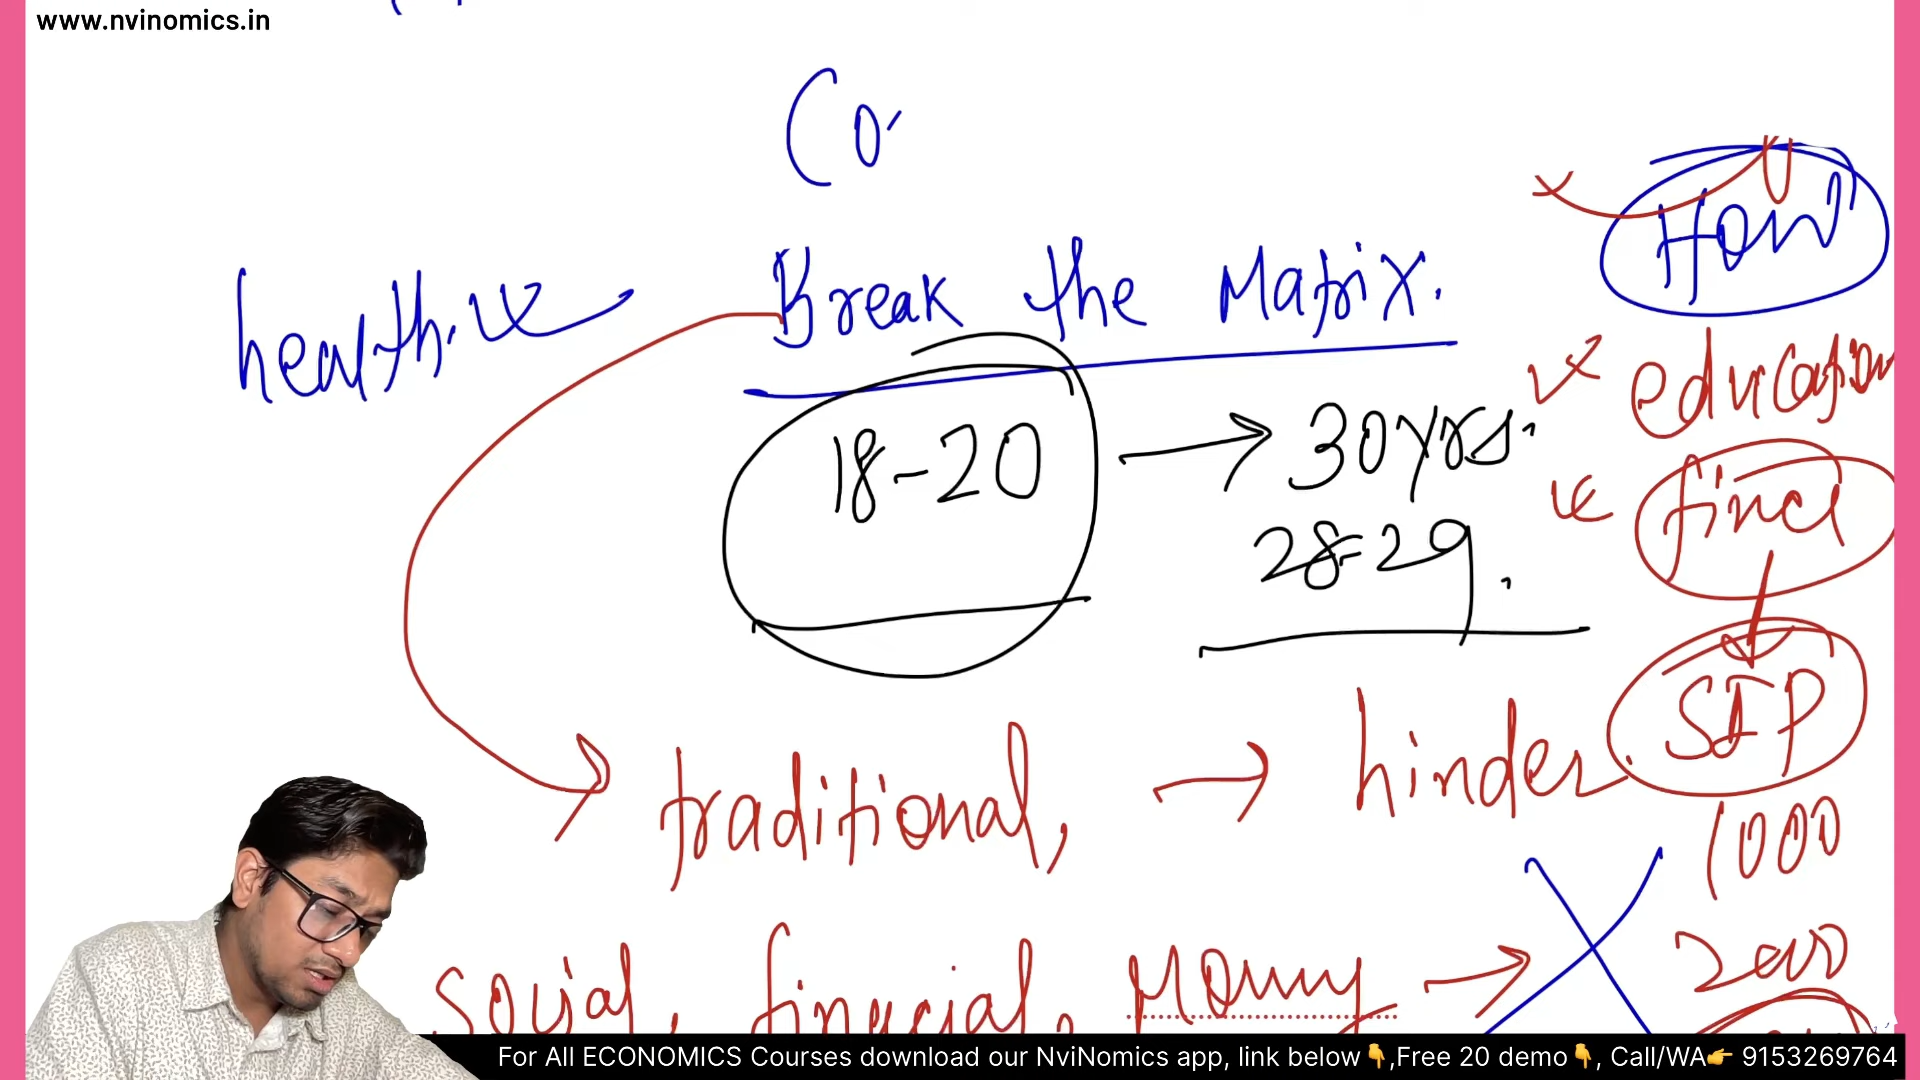 www.nvinomics.in
Co
How
health.
Break the Matrix.
education
18-20 → 30yrs.
28-29.
fince
SIP
traditional, → hinder.
1000
2000
social, finacial, Money →
For All ECONOMICS Courses download our NviNomics app, link below👇,Free 20 demo👇, Call/WA👉 9153269764